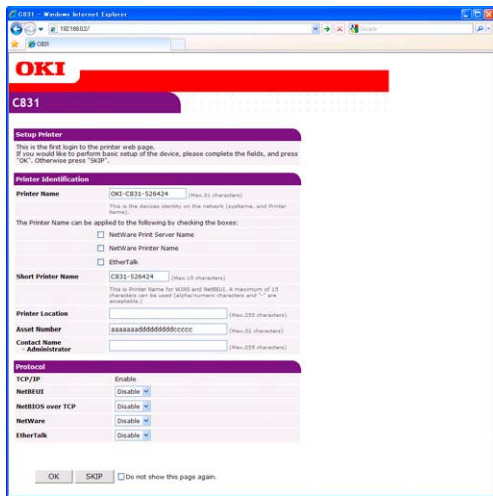 C831 - Windows Internet Explorer
192.168.0.2/
Google
C831
OKI
C831
Setup Printer
This is the first login to the printer web page.
If you would like to perform basic setup of the device, please complete the fields, and press
"OK", Otherwise press "SKIP".
Printer Identification
Printer Name OKI-C831-526424 (Max.31 characters)
This is the devices identity on the network (sysName, and Printer
Name).
The Printer Name can be applied to the following by checking the boxes:
NetWare Print Server Name
NetWare Printer Name
EtherTalk
Short Printer Name C831-526424 (Max.15 characters)
This is Printer Name for WINS and NetBEUI. A maximum of 15
characters can be used (alpha/numeric characters and "-" are
acceptable.)
Printer Location (Max.255 characters)
Asset Number (Max.32 characters)
Contact Name
- Administrator (Max.255 characters)
Protocol
TCP/IP Enable
NetBEUI Disable
NetBIOS over TCP Disable
NetWare Disable
EtherTalk Disable
OK SKIP Do not show this page again.